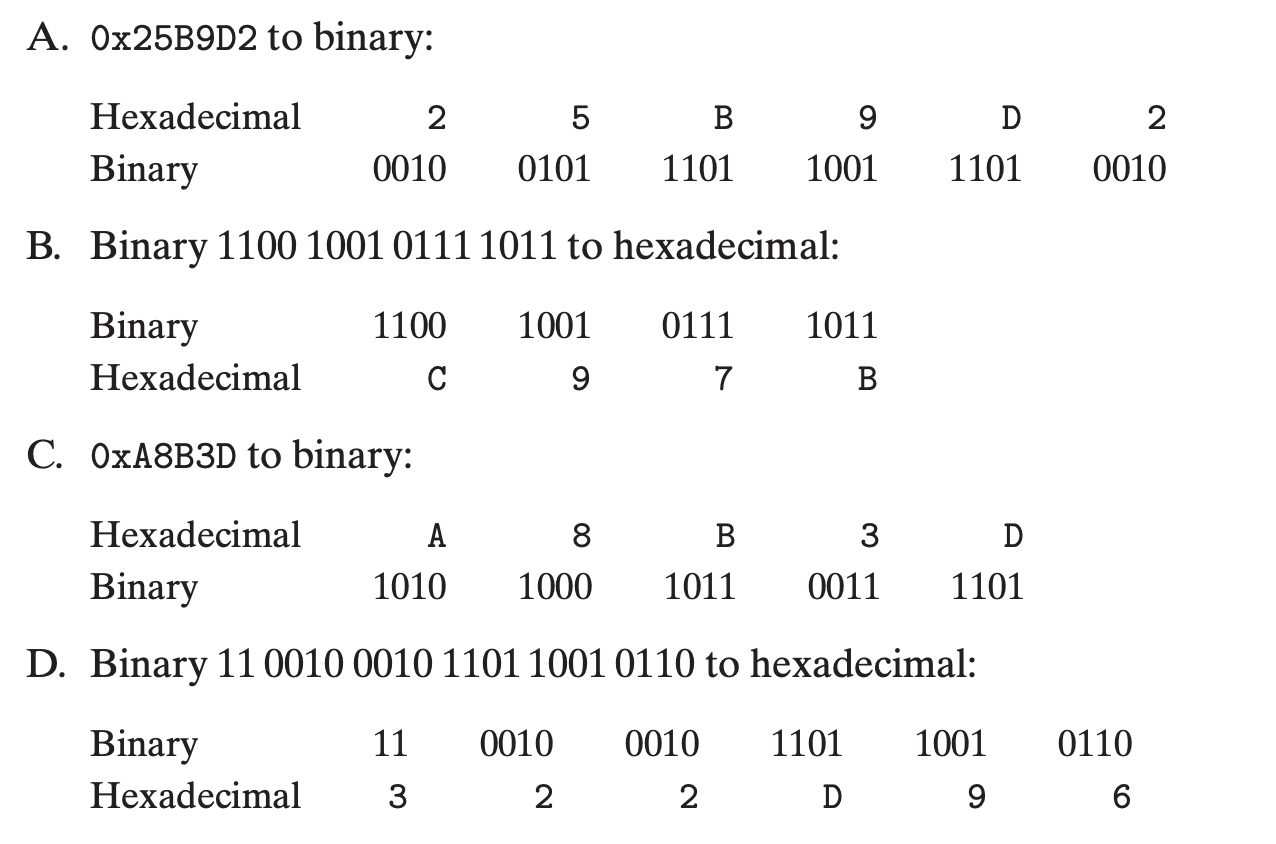 A. 0x25B9D2 to binary:
Hexadecimal 2 5 B 9 D 2
Binary 0010 0101 1101 1001 1101 0010
B. Binary 1100 1001 0111 1011 to hexadecimal:
Binary 1100 1001 0111 1011
Hexadecimal C 9 7 B
C. 0xA8B3D to binary:
Hexadecimal A 8 B 3 D
Binary 1010 1000 1011 0011 1101
D. Binary 11 0010 0010 1101 1001 0110 to hexadecimal:
Binary 11 0010 0010 1101 1001 0110
Hexadecimal 3 2 2 D 9 6